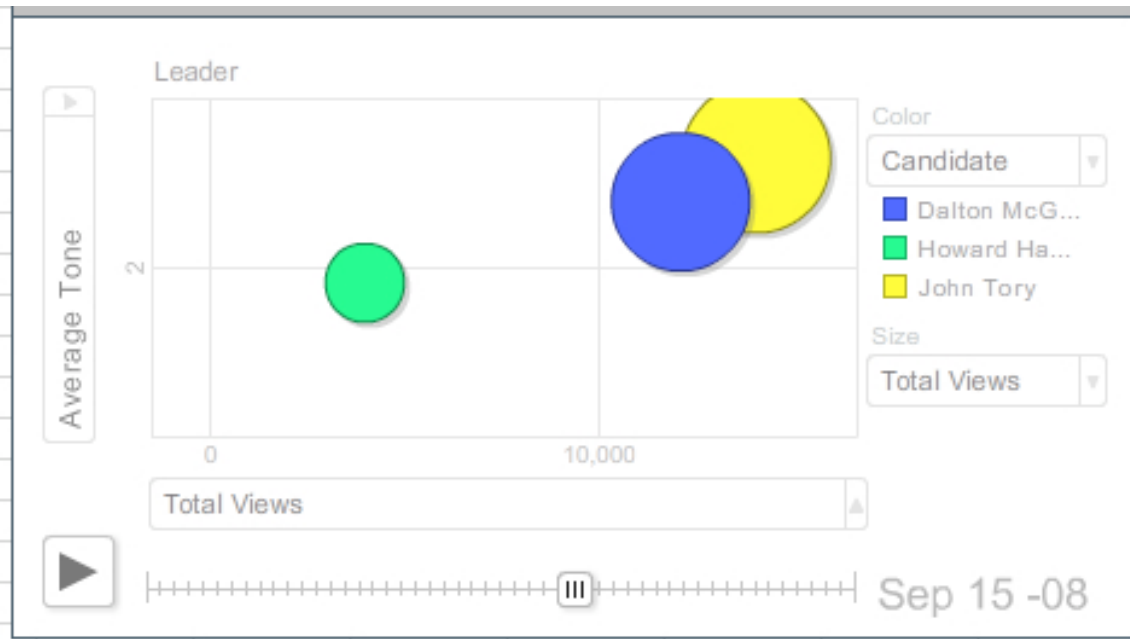 Leader
Color
Candidate
Dalton McG...
Howard Ha...
John Tory
Size
Total Views
Average Tone
2
0
10,000
Total Views
Sep 15 -08